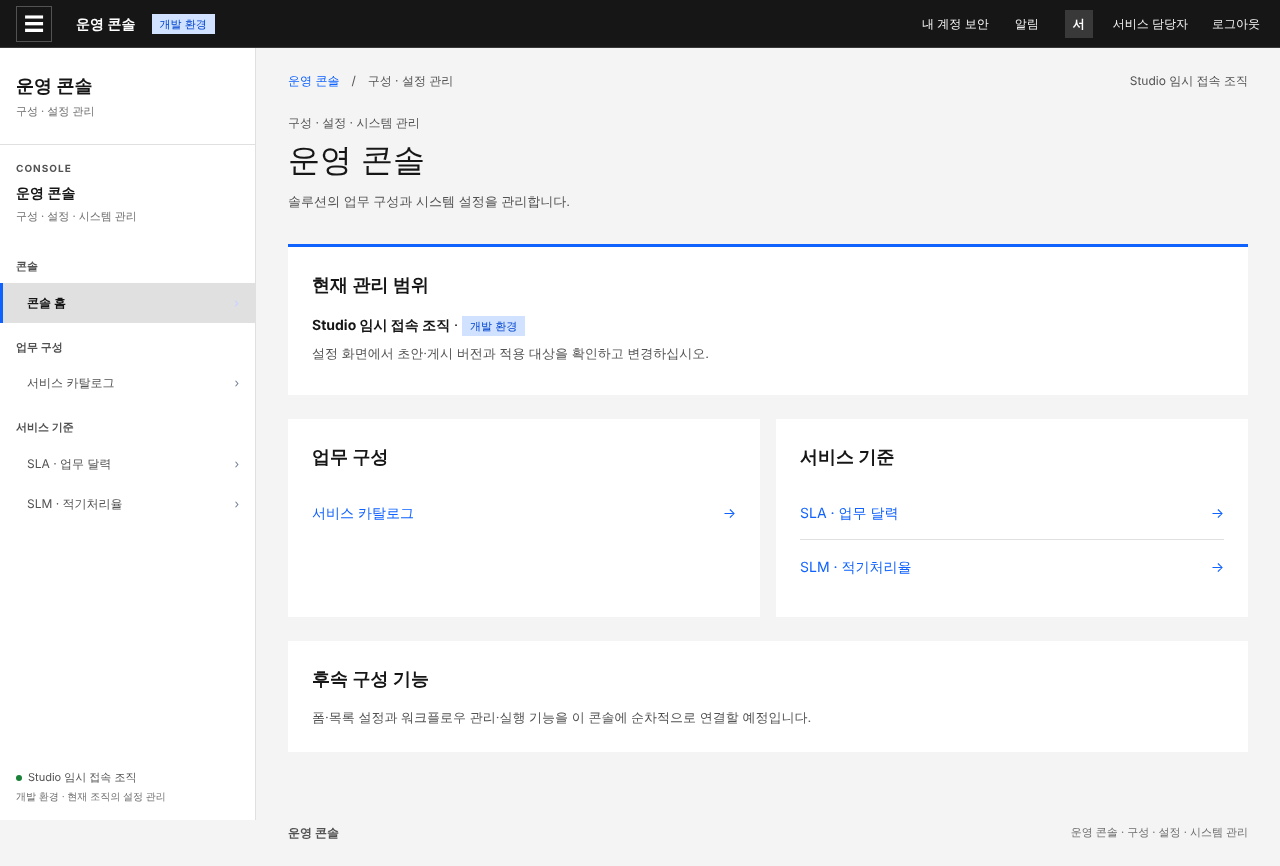 운영 콘솔 개발 환경 내 계정 보안 알림 서 서비스 담당자 로그아웃
운영 콘솔
구성 · 설정 관리
CONSOLE
운영 콘솔
구성 · 설정 · 시스템 관리
콘솔
콘솔 홈 ›
업무 구성
서비스 카탈로그 ›
서비스 기준
SLA · 업무 달력 ›
SLM · 적기처리율 ›
Studio 임시 접속 조직
개발 환경 · 현재 조직의 설정 관리
운영 콘솔 / 구성 · 설정 관리 Studio 임시 접속 조직
구성 · 설정 · 시스템 관리
운영 콘솔
솔루션의 업무 구성과 시스템 설정을 관리합니다.
현재 관리 범위
Studio 임시 접속 조직 · 개발 환경
설정 화면에서 초안·게시 버전과 적용 대상을 확인하고 변경하십시오.
업무 구성
서비스 카탈로그 →
서비스 기준
SLA · 업무 달력 →
SLM · 적기처리율 →
후속 구성 기능
폼·목록 설정과 워크플로우 관리·실행 기능을 이 콘솔에 순차적으로 연결할 예정입니다.
운영 콘솔 운영 콘솔 · 구성 · 설정 · 시스템 관리